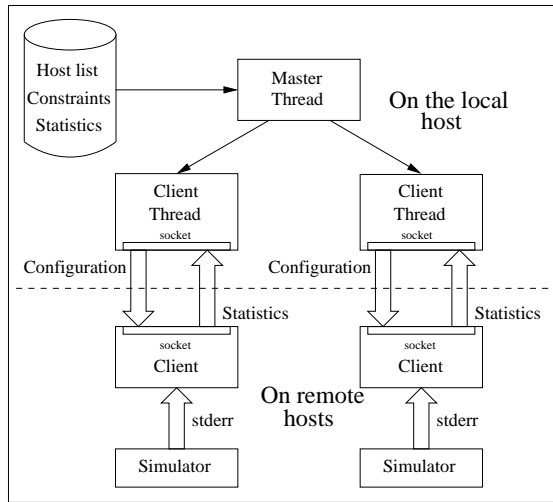 Host list
Constraints
Statistics
Master
Thread
On the local
host
Client
Thread
socket
Client
Thread
socket
Configuration
Configuration
Statistics
Statistics
socket
Client
socket
Client
On remote
hosts
stderr
stderr
Simulator
Simulator